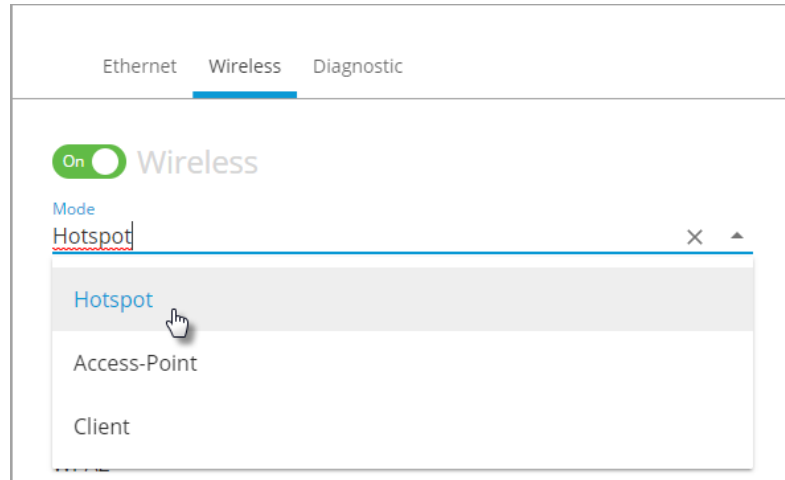 Ethernet Wireless Diagnostic
On Wireless
Mode
Hotspot
Hotspot
Access-Point
Client